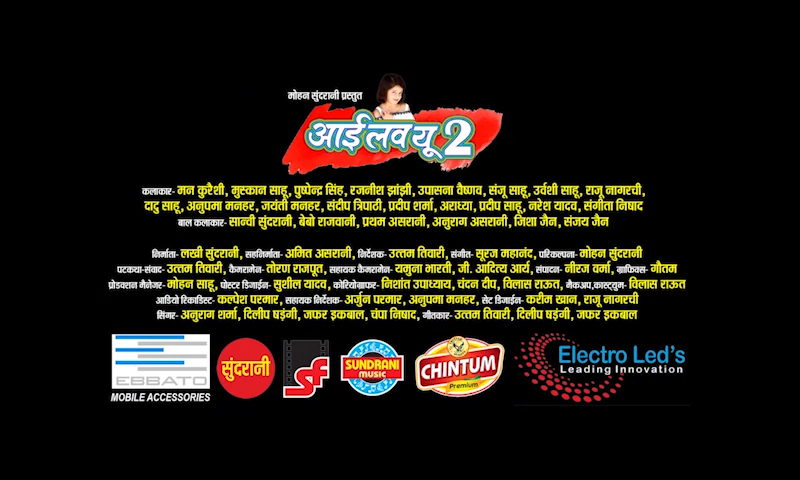 मोहन सुंदरानी प्रस्तुत
आई लव यू 2
कलाकार- मन कुरैशी, मुस्कान साहू, पुष्पेन्द्र सिंह, रजनीश झांझी, उपासना वैष्णव, संजू साहू, उर्वशी साहू, राजू नागरची,
दादु साहू, अनुपमा मनहर, जयंती मनहर, संदीप त्रिपाठी, प्रदीप शर्मा, अराध्या, प्रदीप साहू, नरेश यादव, संगीता निषाद
बाल कलाकार- सान्वी सुंदरानी, बेबो राजवानी, प्रथम असरानी, अनुराग असरानी, जिशा जैन, संजय जैन
निर्माता- लखी सुंदरानी, सहनिर्माता- अमित असरानी, निर्देशक- उत्तम तिवारी, संगीत- सूरज महानंद, परिकल्पना- मोहन सुंदरानी
पटकथा-संवाद- उत्तम तिवारी, कैमरामेन- तोरण राजपूत, सहायक कैमरामेन- यमुना भारती, जी. आदित्य आर्य, संपादन- नीरज वर्मा, ग्राफिक्स- गौतम
प्रोडक्शन मैनेजर- मोहन साहू, पोस्टर डिजाईन- सुशील यादव, कोरियोग्राफर- निशांत उपाध्याय, चंदन दीप, विलास राऊत, मैकअप,कास्ट्युम- विलास राऊत
आडियो रिकार्डिस्ट- कल्पेश परमार, सहायक निर्देशक- अर्जुन परमार, अनुपमा मनहर, सेट डिजाईन- करीम खान, राजू नागरची
सिंगर- अनुराग शर्मा, दिलीप षड़ंगी, जफर इकबाल, चंपा निषाद, गीतकार- उत्तम तिवारी, दिलीप षड़ंगी, जफर इकबाल
EBBATO
MOBILE ACCESSORIES
सुंदरानी
SF
SUNDRANI
MUSIC
CHINTUM
Premium
Electro Led's
Leading Innovation